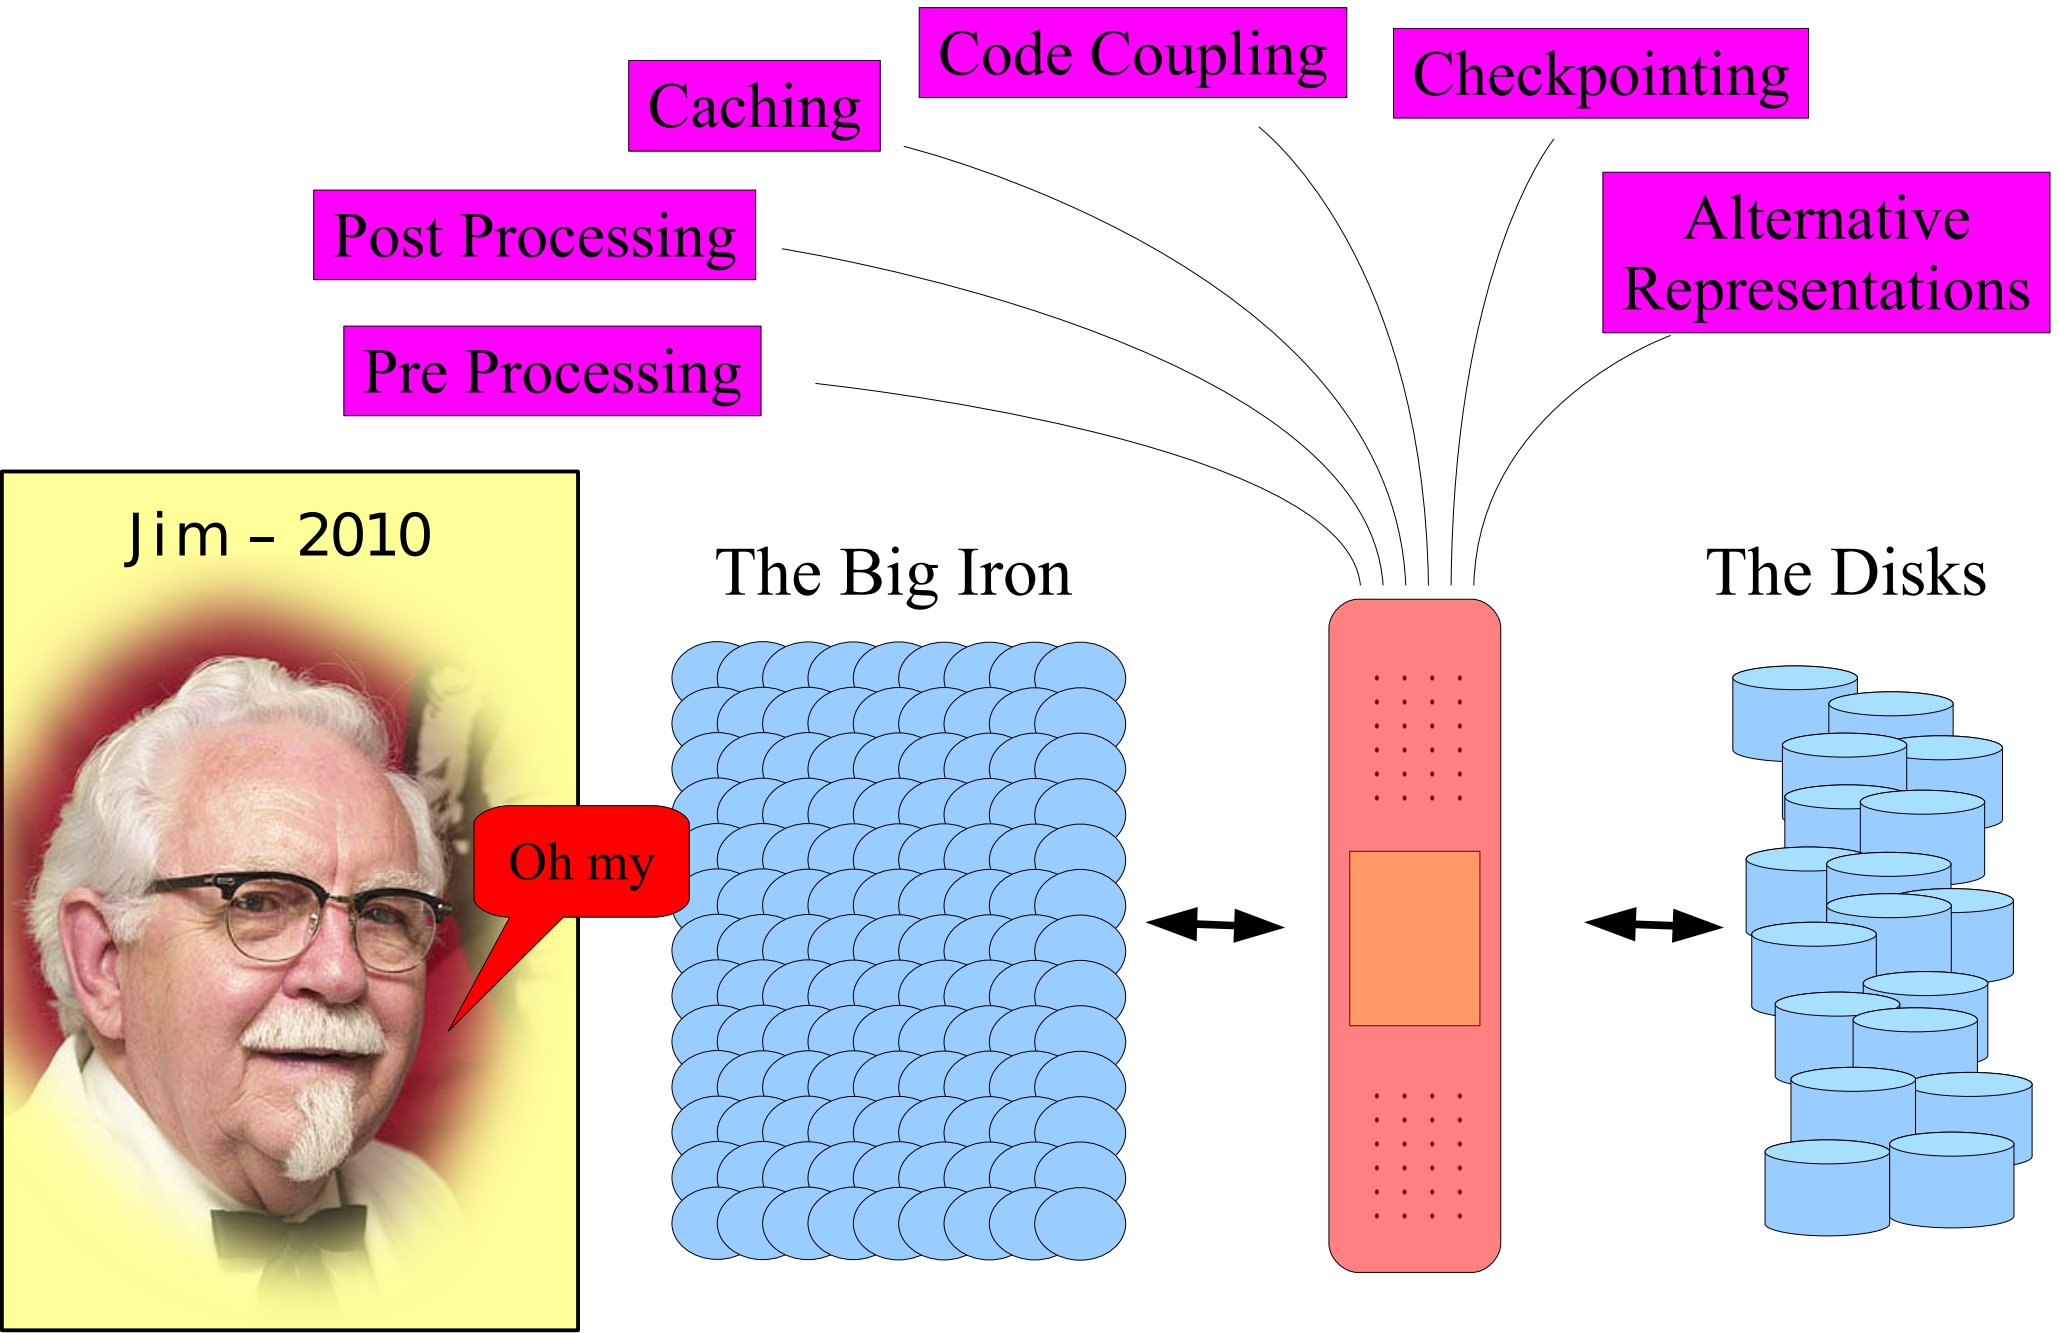 Code Coupling
Checkpointing
Caching
Alternative
Representations
Post Processing
Pre Processing
Jim – 2010
The Big Iron
The Disks
Oh my